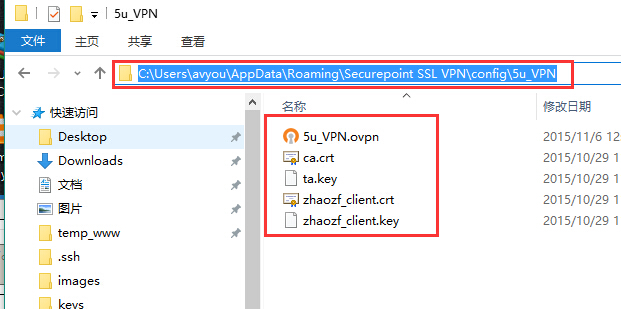 5u_VPN
文件 主页 共享 查看
C:\Users\avyou\AppData\Roaming\Securepoint SSL VPN\config\5u_VPN
名称 修改日期
快速访问
5u_VPN.ovpn 2015/11/6 12
Desktop
ca.crt 2015/10/29 1
Downloads
ta.key 2015/10/29 1
文档
zhaozf_client.crt 2015/10/29 1
图片
zhaozf_client.key 2015/10/29 1
temp_www
.ssh
images
keys